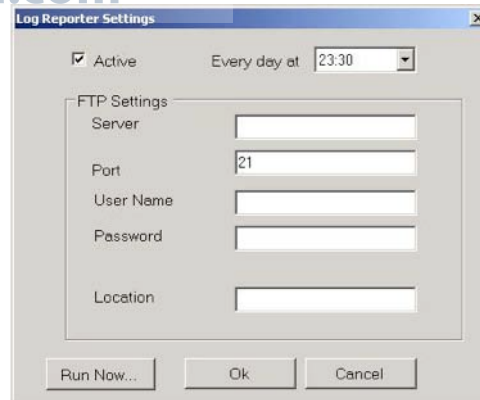 .com
Log Reporter Settings
Active Every day at 23:30
FTP Settings
Server
Port 21
User Name
Password
Location
Run Now... Ok Cancel